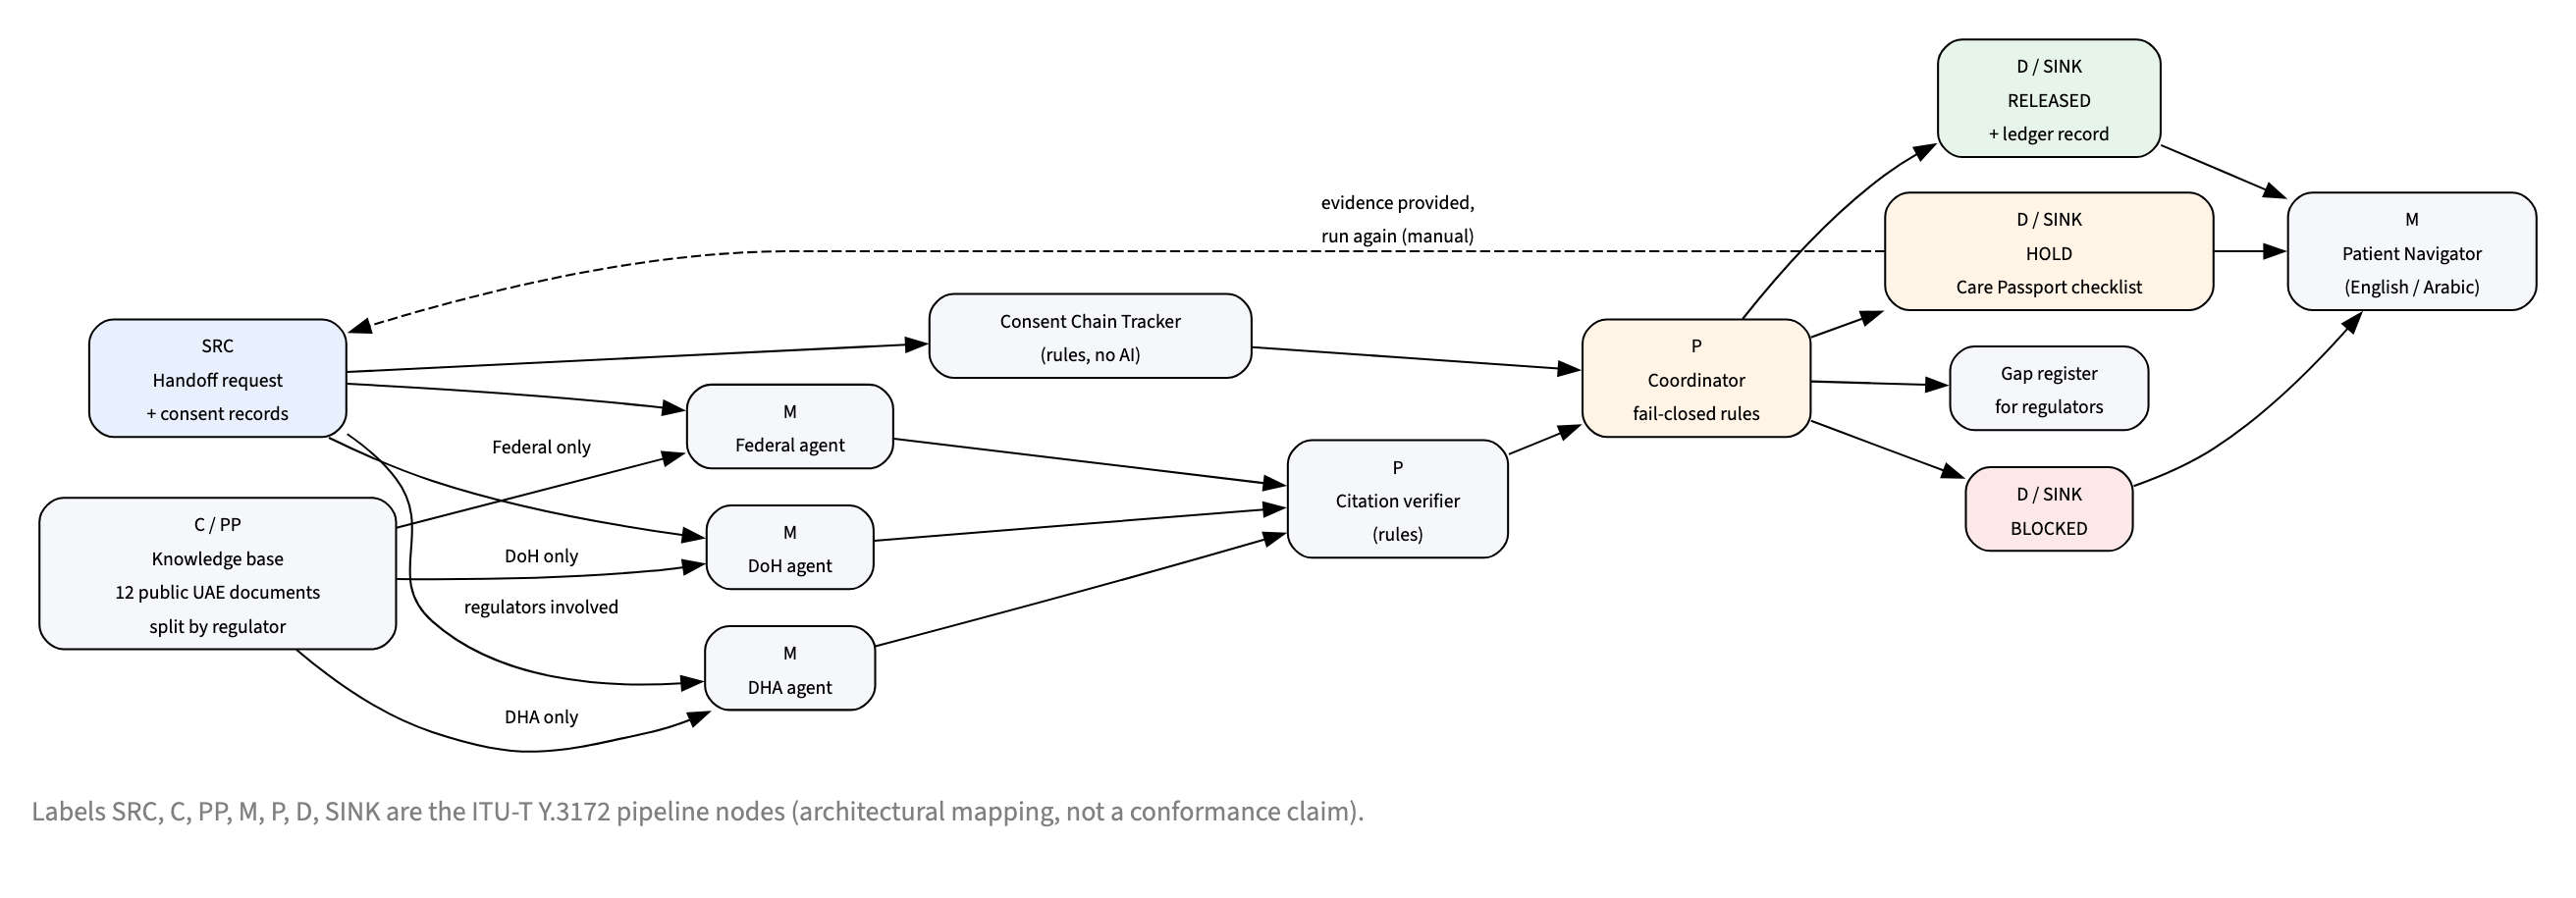 SRC
Handoff request
+ consent records
C / PP
Knowledge base
12 public UAE documents
split by regulator
Federal only
DoH only
regulators involved
DHA only
M
Federal agent
M
DoH agent
M
DHA agent
Consent Chain Tracker
(rules, no AI)
evidence provided,
run again (manual)
P
Citation verifier
(rules)
P
Coordinator
fail-closed rules
D / SINK
RELEASED
+ ledger record
D / SINK
HOLD
Care Passport checklist
Gap register
for regulators
D / SINK
BLOCKED
M
Patient Navigator
(English / Arabic)
Labels SRC, C, PP, M, P, D, SINK are the ITU-T Y.3172 pipeline nodes (architectural mapping, not a conformance claim).